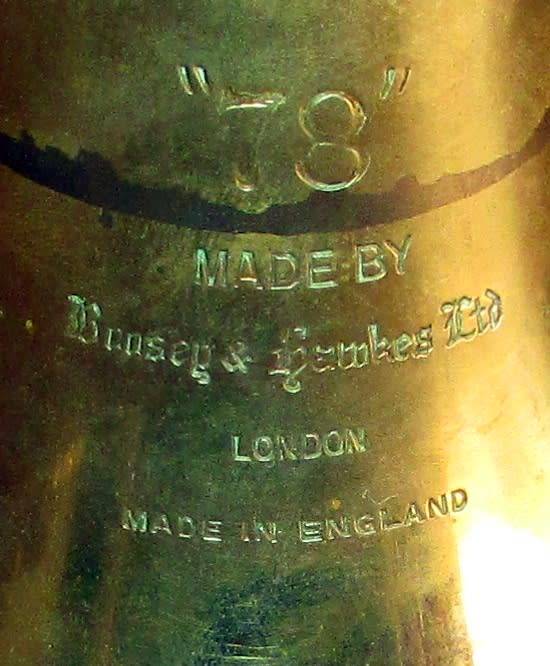 "78"
MADE BY
Boosey & Hawkes Ltd
LONDON
MADE IN ENGLAND